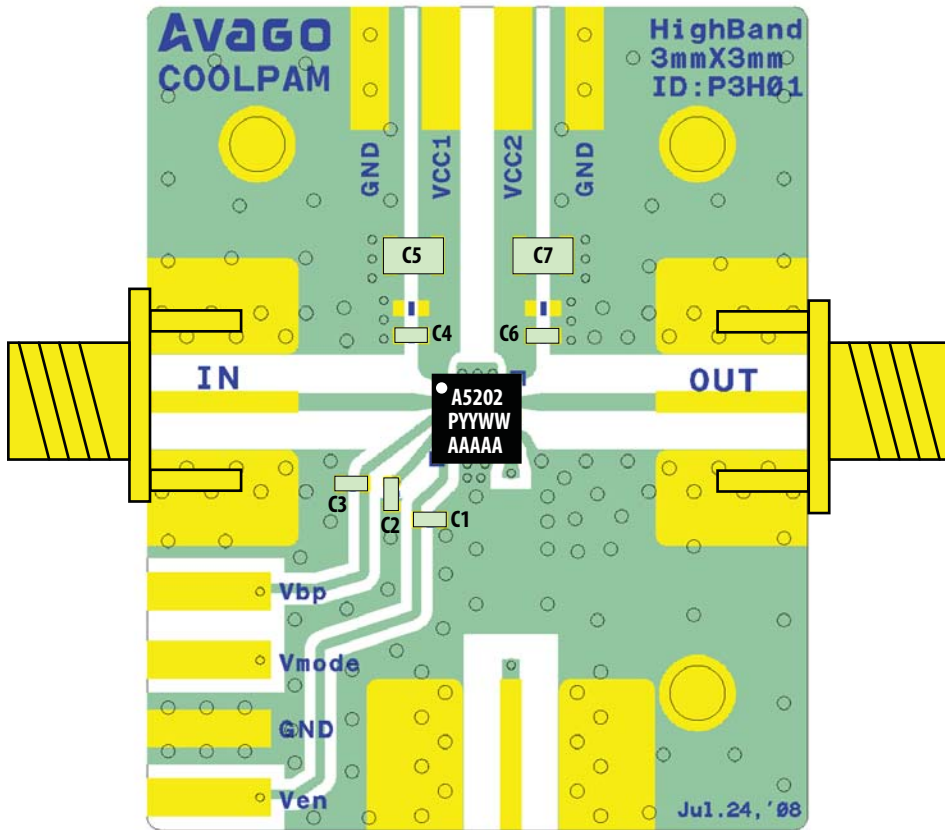 AVAGO
COOLPAM
HighBand
3mmX3mm
ID:P3H01
GND
VCC1
VCC2
GND
C5
C7
C4
C6
IN
OUT
A5202
PYYWW
AAAAA
C3
C2
C1
Vbp
Vmode
GND
Ven
Jul.24,'08